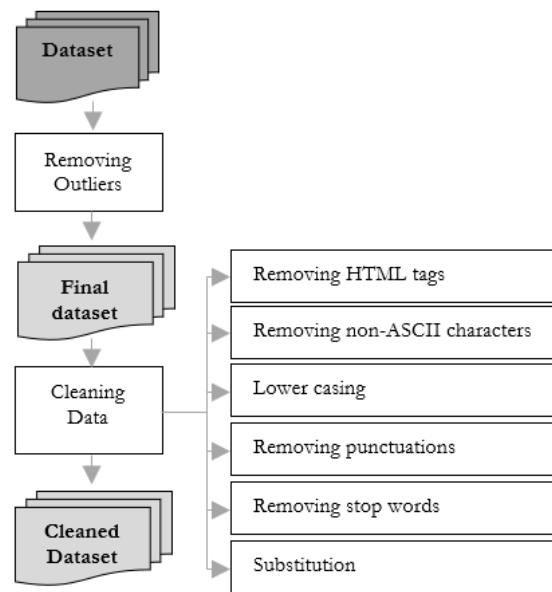 Dataset
Removing
Outliers
Final
dataset
Cleaning
Data
Cleaned
Dataset
Removing HTML tags
Removing non-ASCII characters
Lower casing
Removing punctuations
Removing stop words
Substitution